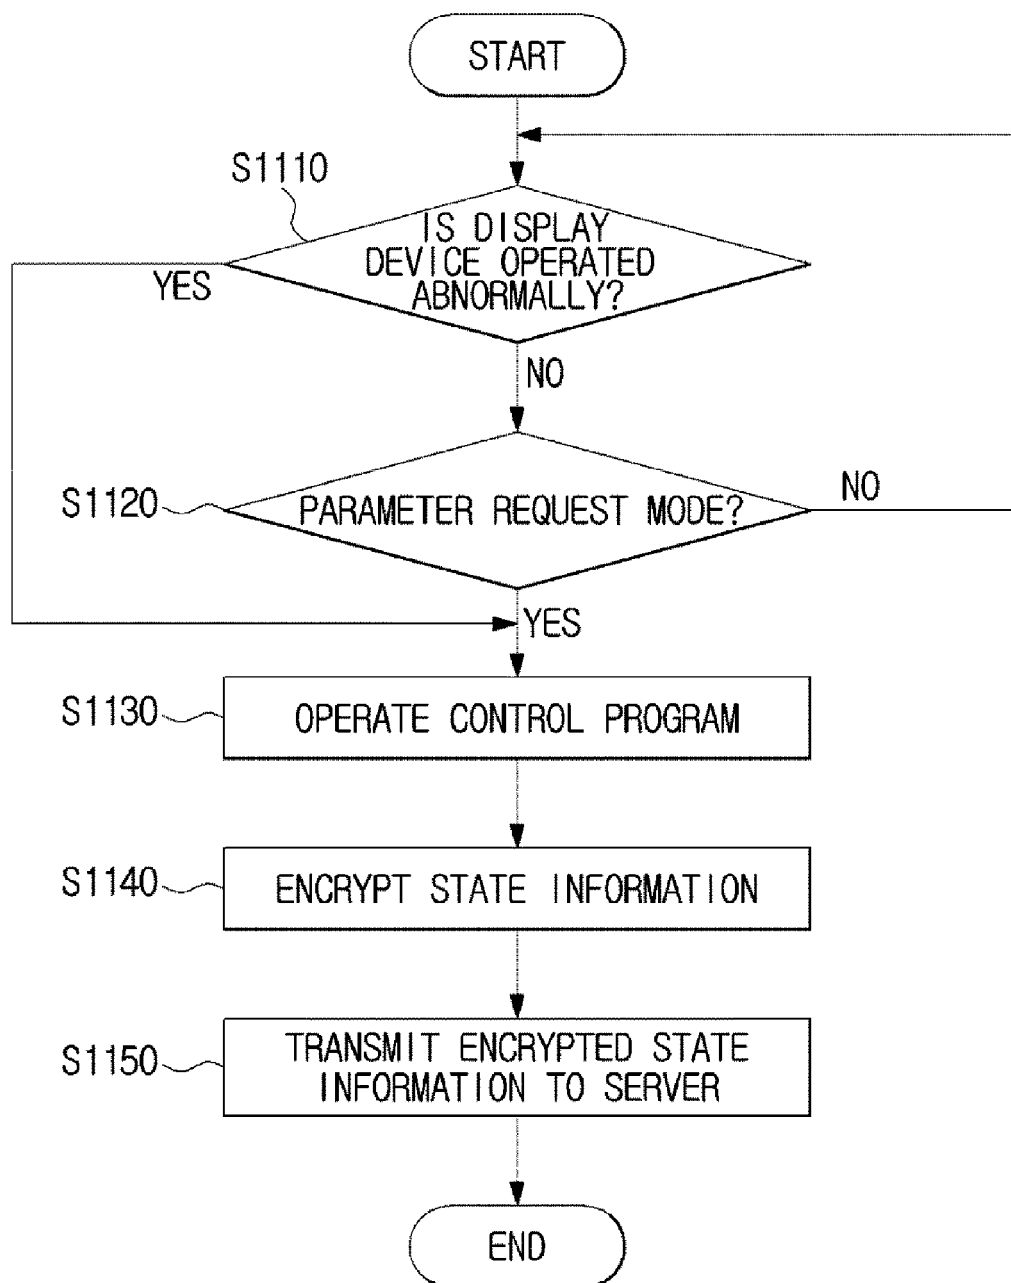 START
S1110
IS DISPLAY
DEVICE OPERATED
ABNORMALLY?
YES
NO
S1120
PARAMETER REQUEST MODE?
NO
YES
S1130
OPERATE CONTROL PROGRAM
S1140
ENCRYPT STATE INFORMATION
S1150
TRANSMIT ENCRYPTED STATE
INFORMATION TO SERVER
END